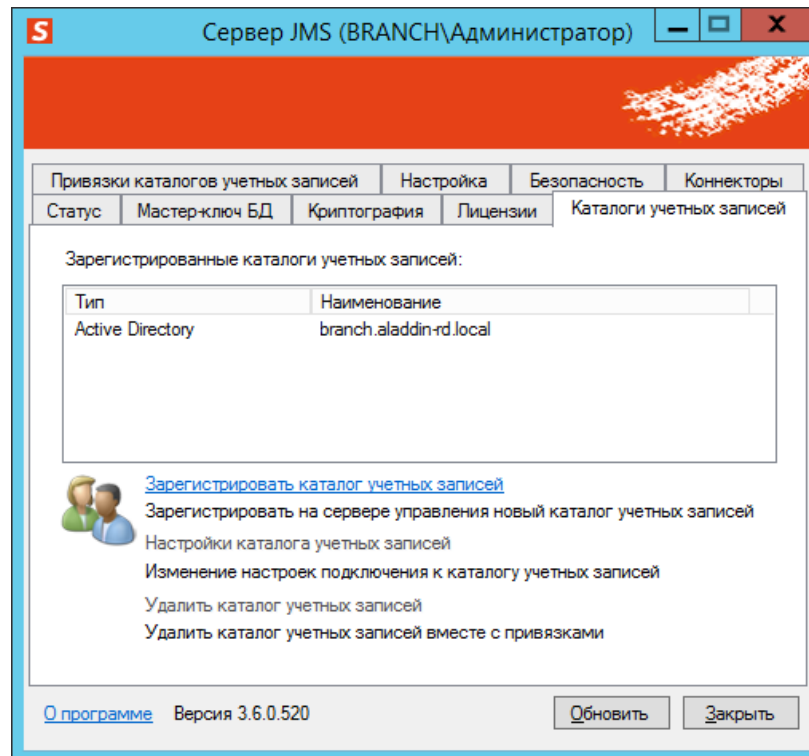 S Сервер JMS (BRANCH\Администратор)
Привязки каталогов учетных записей Настройка Безопасность Коннекторы
Статус Мастер-ключ БД Криптография Лицензии Каталоги учетных записей
Зарегистрированные каталоги учетных записей:
Тип Наименование
Active Directory branch.aladdin-rd.local
Зарегистрировать каталог учетных записей
Зарегистрировать на сервере управления новый каталог учетных записей
Настройки каталога учетных записей
Изменение настроек подключения к каталогу учетных записей
Удалить каталог учетных записей
Удалить каталог учетных записей вместе с привязками
О программе Версия 3.6.0.520 Обновить Закрыть